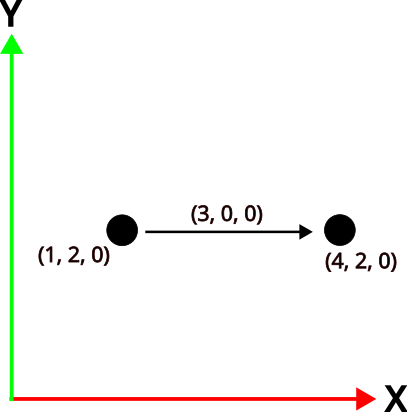 Y
(3, 0, 0)
(1, 2, 0)
(4, 2, 0)
X